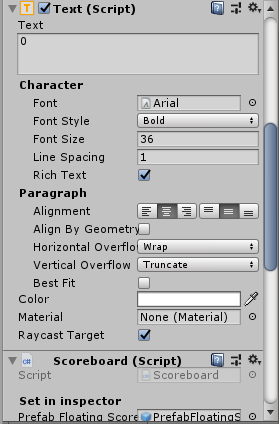 Text (Script)
Text
0
Character
Font Arial
Font Style Bold
Font Size 36
Line Spacing 1
Rich Text
Paragraph
Alignment
Align By Geometry
Horizontal Overflo Wrap
Vertical Overflow Truncate
Best Fit
Color
Material None (Material)
Raycast Target
Scoreboard (Script)
Script Scoreboard
Set in inspector
Prefab Floating Score PrefabFloatingS